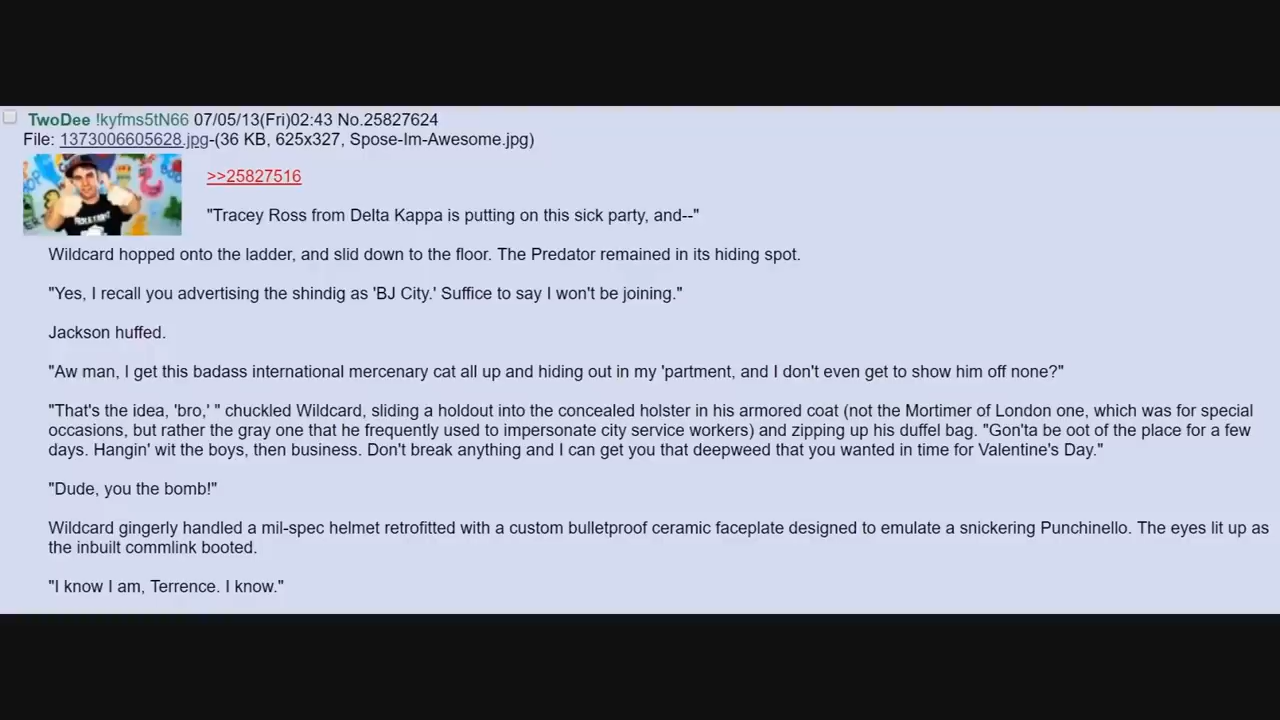 TwoDee !kyfms5tN66 07/05/13(Fri)02:43 No.25827624
File: 1373006605628.jpg-(36 KB, 625x327, Spose-Im-Awesome.jpg)
>>25827516
"Tracey Ross from Delta Kappa is putting on this sick party, and--"
Wildcard hopped onto the ladder, and slid down to the floor. The Predator remained in its hiding spot.
"Yes, I recall you advertising the shindig as 'BJ City.' Suffice to say I won't be joining."
Jackson huffed.
"Aw man, I get this badass international mercenary cat all up and hiding out in my 'partment, and I don't even get to show him off none?"
"That's the idea, 'bro,' " chuckled Wildcard, sliding a holdout into the concealed holster in his armored coat (not the Mortimer of London one, which was for special
occasions, but rather the gray one that he frequently used to impersonate city service workers) and zipping up his duffel bag. "Gon'ta be oot of the place for a few
days. Hangin' wit the boys, then business. Don't break anything and I can get you that deepweed that you wanted in time for Valentine's Day."
"Dude, you the bomb!"
Wildcard gingerly handled a mil-spec helmet retrofitted with a custom bulletproof ceramic faceplate designed to emulate a snickering Punchinello. The eyes lit up as
the inbuilt commlink booted.
"I know I am, Terrence. I know."